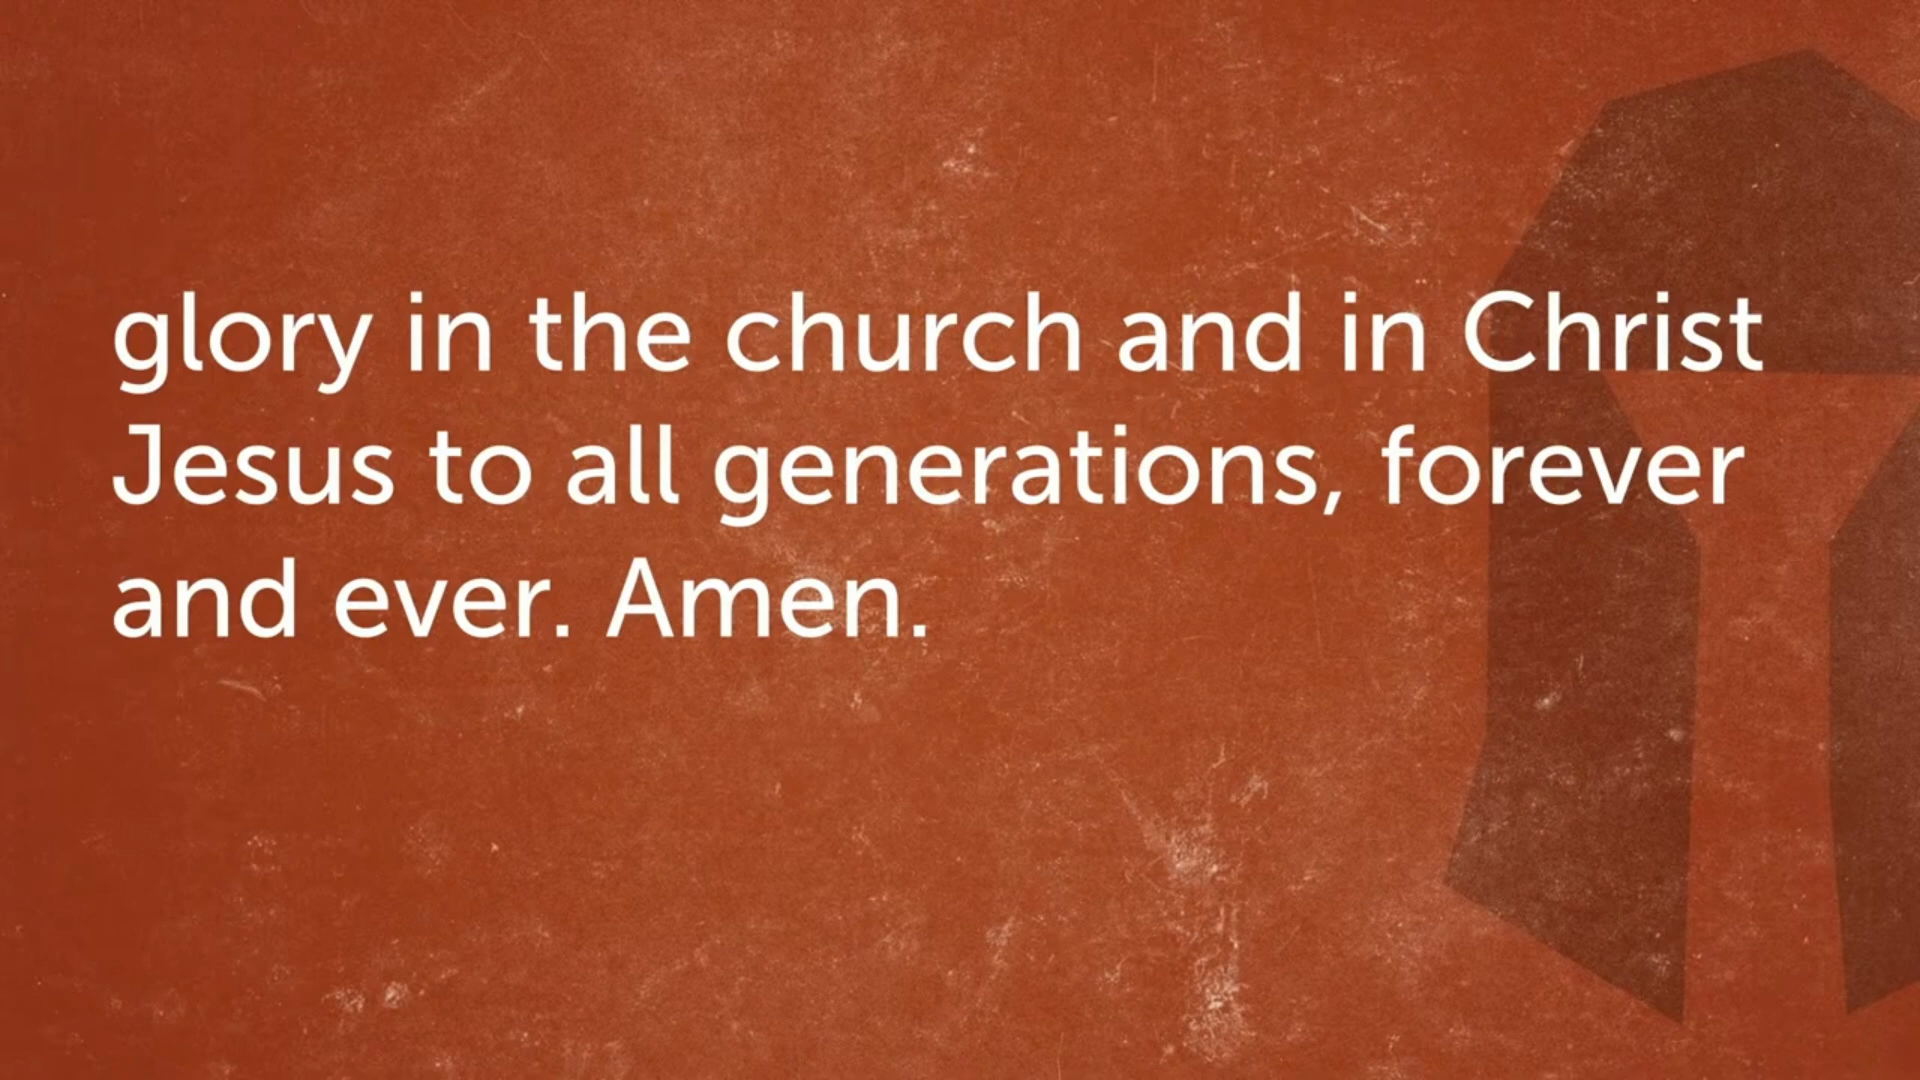 glory in the church and in Christ
Jesus to all generations, forever
and ever. Amen.